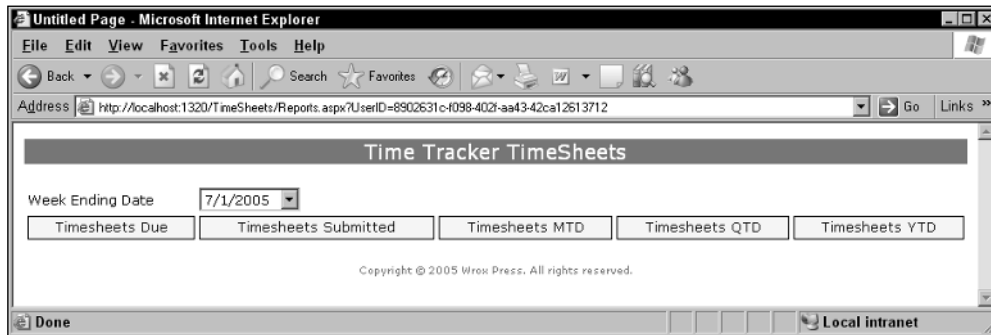 Untitled Page - Microsoft Internet Explorer
File Edit View Favorites Tools Help
Back Search Favorites
Address http://localhost:1320/TimeSheets/Reports.aspx?UserID=8902631c-f098-402f-aa43-42ca12613712 Go Links »
Time Tracker TimeSheets
Week Ending Date 7/1/2005
Timesheets Due Timesheets Submitted Timesheets MTD Timesheets QTD Timesheets YTD
Copyright © 2005 Wrox Press. All rights reserved.
Done Local intranet